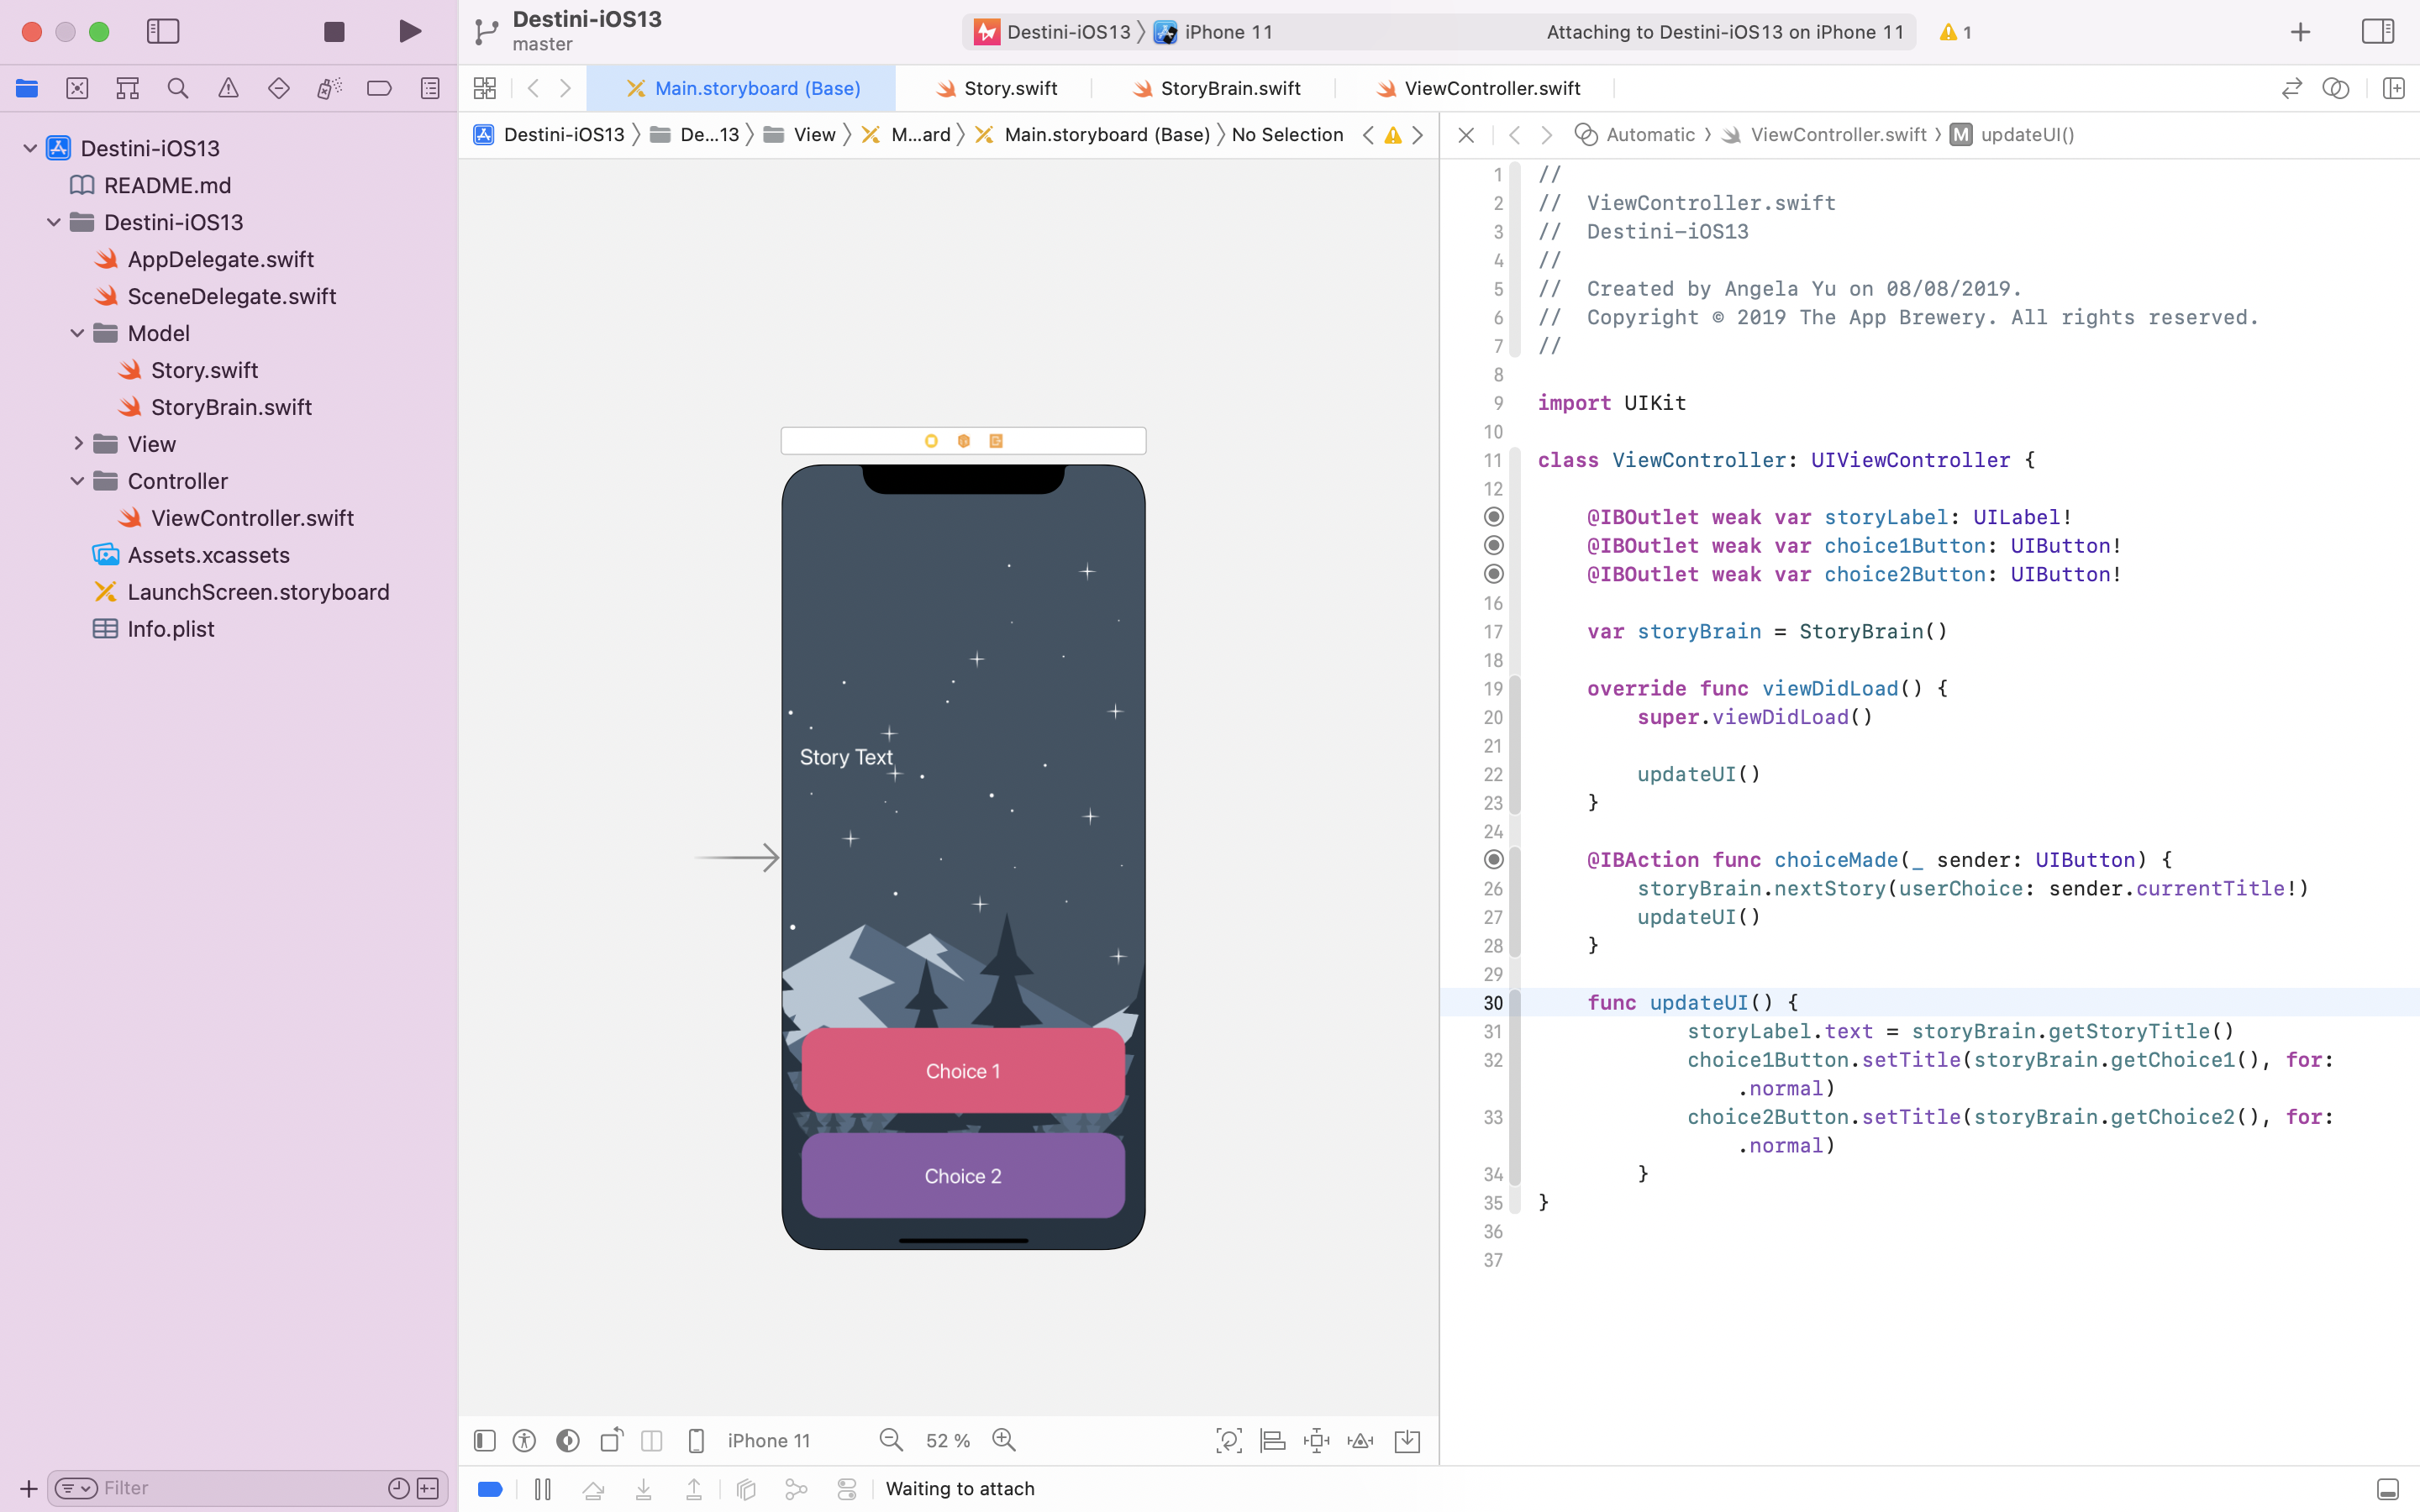 Destini-iOS13
master
Destini-iOS13 〉 iPhone 11
Attaching to Destini-iOS13 on iPhone 11
1
Main.storyboard (Base)
Story.swift
StoryBrain.swift
ViewController.swift
Destini-iOS13
README.md
Destini-iOS13
AppDelegate.swift
SceneDelegate.swift
Model
Story.swift
StoryBrain.swift
View
Controller
ViewController.swift
Assets.xcassets
LaunchScreen.storyboard
Info.plist
Filter
Destini-iOS13 〉 De...13 〉 View 〉 M...ard 〉 Main.storyboard (Base) 〉 No Selection
Story Text
Choice 1
Choice 2
iPhone 11
52 %
Waiting to attach
Automatic 〉 ViewController.swift 〉 M updateUI()
1 //
2 //  ViewController.swift
3 //  Destini-iOS13
4 //
5 //  Created by Angela Yu on 08/08/2019.
6 //  Copyright © 2019 The App Brewery. All rights reserved.
7 //
8
9 import UIKit
10
11 class ViewController: UIViewController {
12
@IBOutlet weak var storyLabel: UILabel!
@IBOutlet weak var choice1Button: UIButton!
@IBOutlet weak var choice2Button: UIButton!
16
17 var storyBrain = StoryBrain()
18
19 override func viewDidLoad() {
20 super.viewDidLoad()
21
22 updateUI()
23 }
24
@IBAction func choiceMade(_ sender: UIButton) {
26 storyBrain.nextStory(userChoice: sender.currentTitle!)
27 updateUI()
28 }
29
30 func updateUI() {
31 storyLabel.text = storyBrain.getStoryTitle()
32 choice1Button.setTitle(storyBrain.getChoice1(), for:
.normal)
33 choice2Button.setTitle(storyBrain.getChoice2(), for:
.normal)
34 }
35 }
36
37